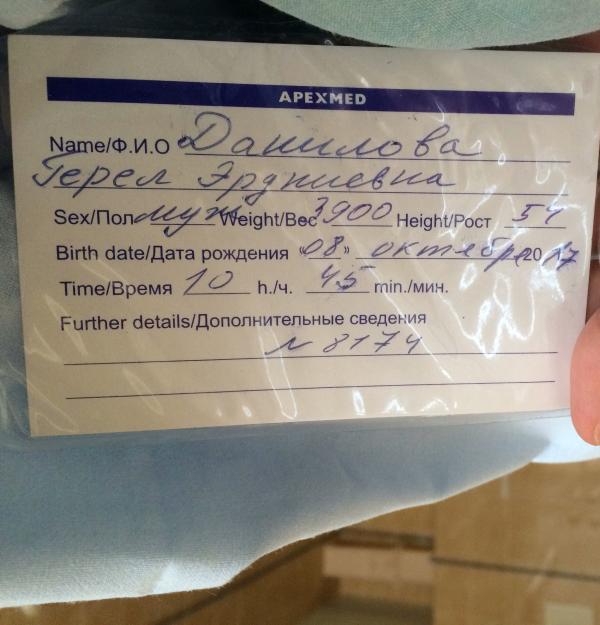 APEXMED
Name/Ф.И.О Данилова
Герел Эрдниевна
Sex/Пол муж Weight/Вес 3900 Height/Рост 54
Birth date/Дата рождения «08» октября 2017
Time/Время 10 h./ч. 45 min./мин.
Further details/Дополнительные сведения
№ 8174